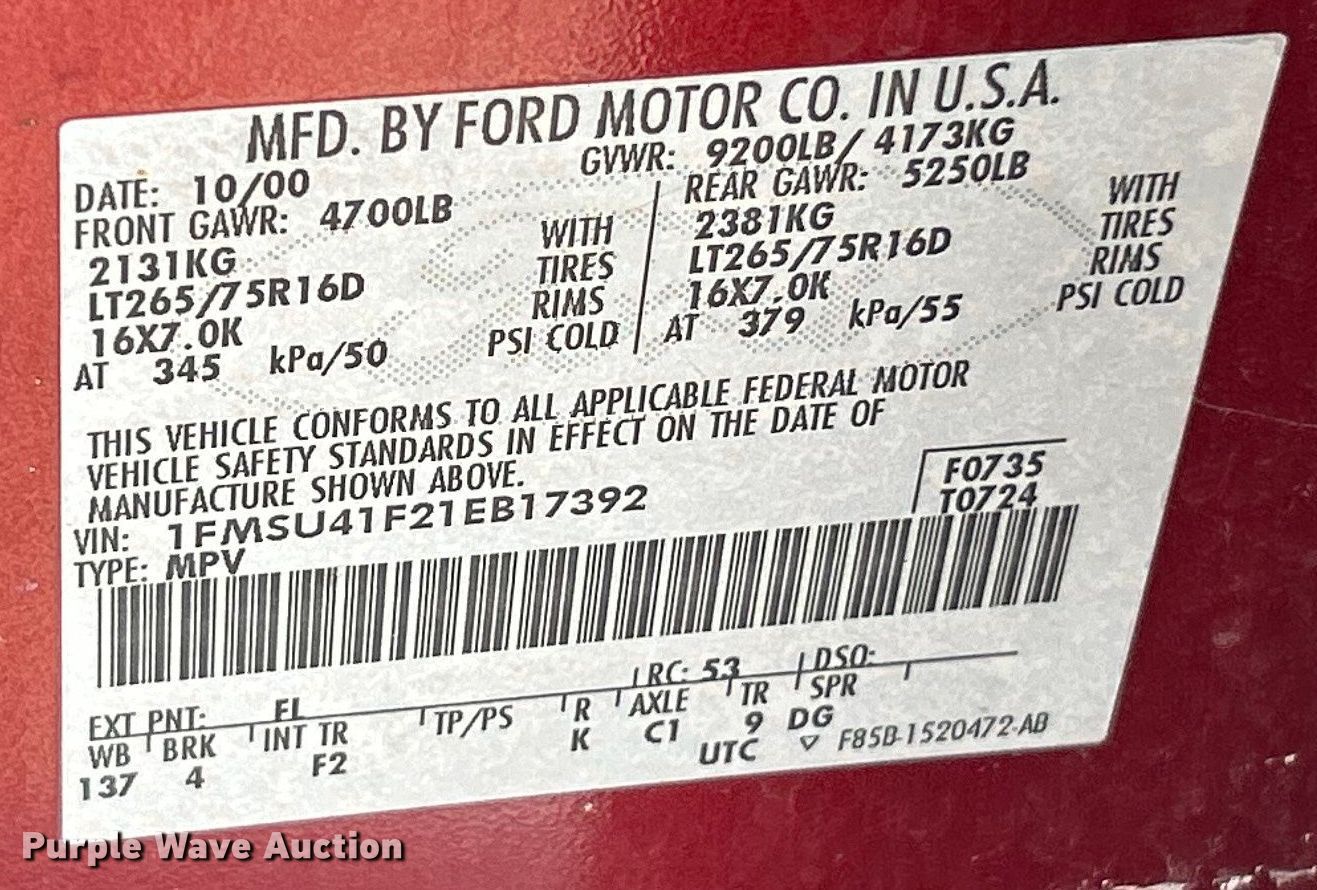 MFD. BY FORD MOTOR CO. IN U.S.A.
DATE: 10/00 GVWR: 9200LB/ 4173KG
FRONT GAWR: 4700LB REAR GAWR: 5250LB
2131KG WITH 2381KG WITH
LT265/75R16D TIRES LT265/75R16D TIRES
16X7.0K RIMS 16X7.0K RIMS
AT 345 kPa/50 PSI COLD AT 379 kPa/55 PSI COLD
THIS VEHICLE CONFORMS TO ALL APPLICABLE FEDERAL MOTOR
VEHICLE SAFETY STANDARDS IN EFFECT ON THE DATE OF
MANUFACTURE SHOWN ABOVE.
F0735
VIN: 1FMSU41F21EB17392 T0724
TYPE: MPV
EXT PNT: FL RC: 53 DSO:
WB BRK INT TR TP/PS R AXLE TR SPR
137 4 F2 K C1 9 DG
UTC ▽ F85B-1520472-AB
Purple Wave Auction